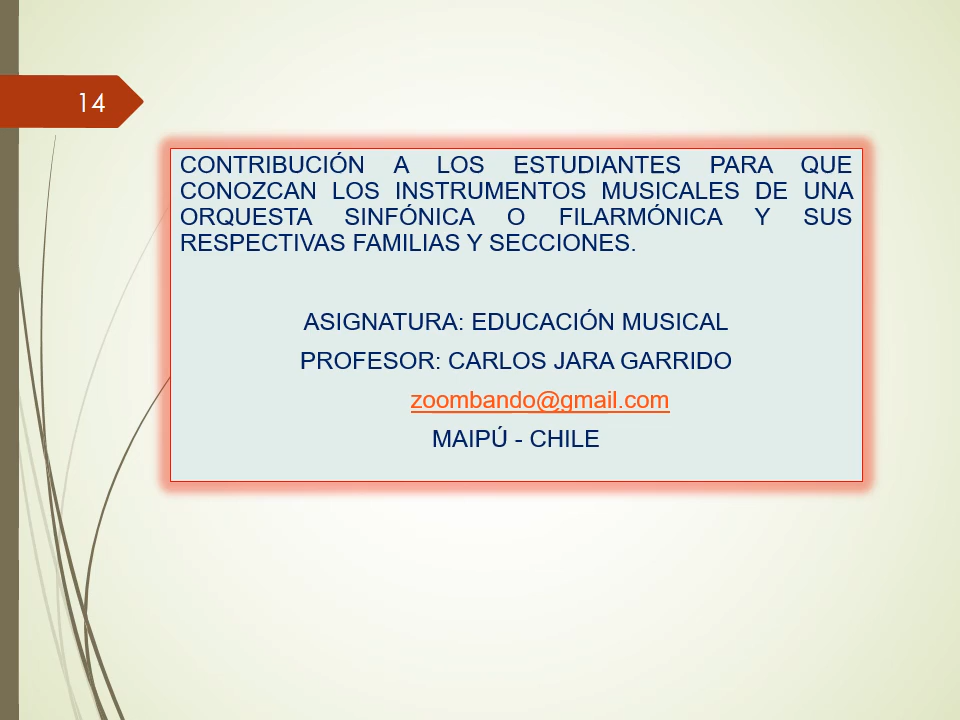 14
CONTRIBUCIÓN A LOS ESTUDIANTES PARA QUE
CONOZCAN LOS INSTRUMENTOS MUSICALES DE UNA
ORQUESTA SINFÓNICA O FILARMÓNICA Y SUS
RESPECTIVAS FAMILIAS Y SECCIONES.
ASIGNATURA: EDUCACIÓN MUSICAL
PROFESOR: CARLOS JARA GARRIDO
zoombando@gmail.com
MAIPÚ - CHILE